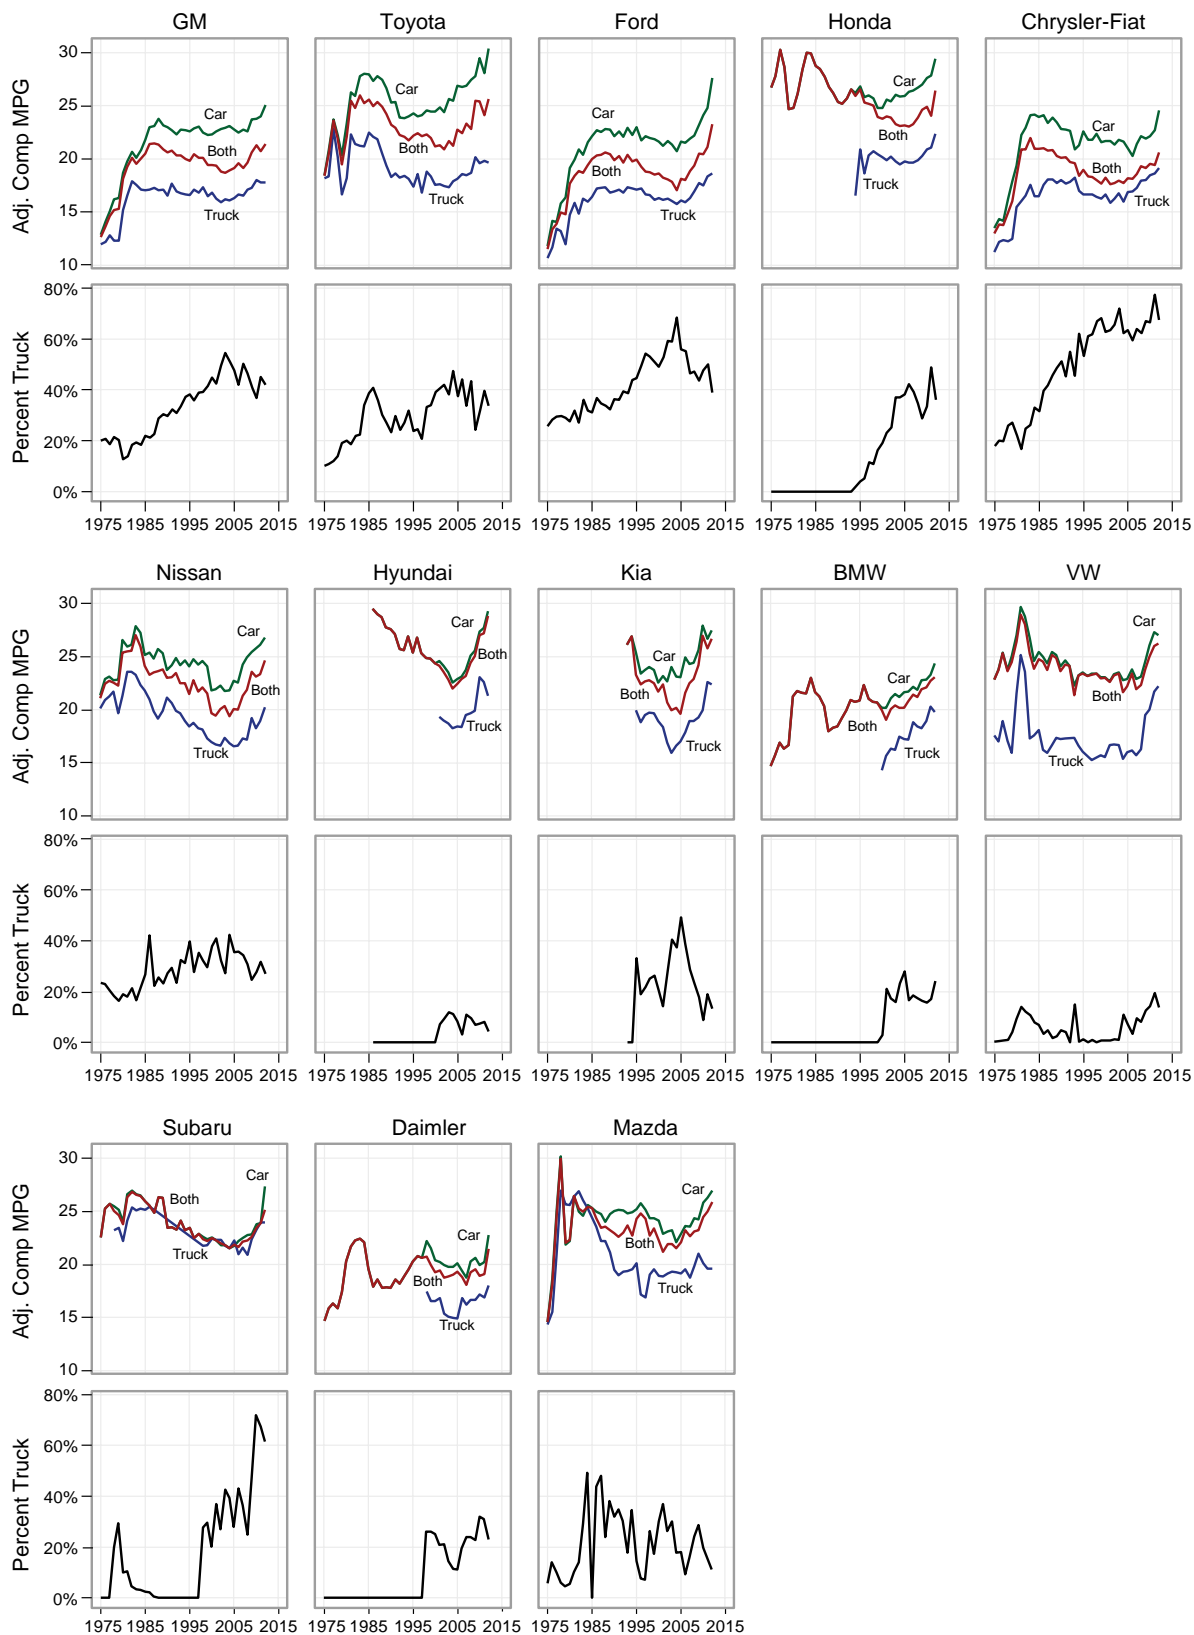 GM Toyota Ford Honda Chrysler-Fiat
Adj. Comp MPG
30
25
20
15
10
Car
Both
Truck
Car
Both
Truck
Car
Both
Truck
Car
Both
Truck
Car
Both
Truck
Percent Truck
80%
60%
40%
20%
0%
1975 1985 1995 2005 2015 1975 1985 1995 2005 2015 1975 1985 1995 2005 2015 1975 1985 1995 2005 2015 1975 1985 1995 2005 2015
Nissan Hyundai Kia BMW VW
Adj. Comp MPG
30
25
20
15
10
Car
Both
Truck
Car
Both
Truck
Car
Both
Truck
Car
Both
Truck
Car
Both
Truck
Percent Truck
80%
60%
40%
20%
0%
1975 1985 1995 2005 2015 1975 1985 1995 2005 2015 1975 1985 1995 2005 2015 1975 1985 1995 2005 2015 1975 1985 1995 2005 2015
Subaru Daimler Mazda
Adj. Comp MPG
30
25
20
15
10
Car
Both
Truck
Car
Both
Truck
Car
Both
Truck
Percent Truck
80%
60%
40%
20%
0%
1975 1985 1995 2005 2015 1975 1985 1995 2005 2015 1975 1985 1995 2005 2015